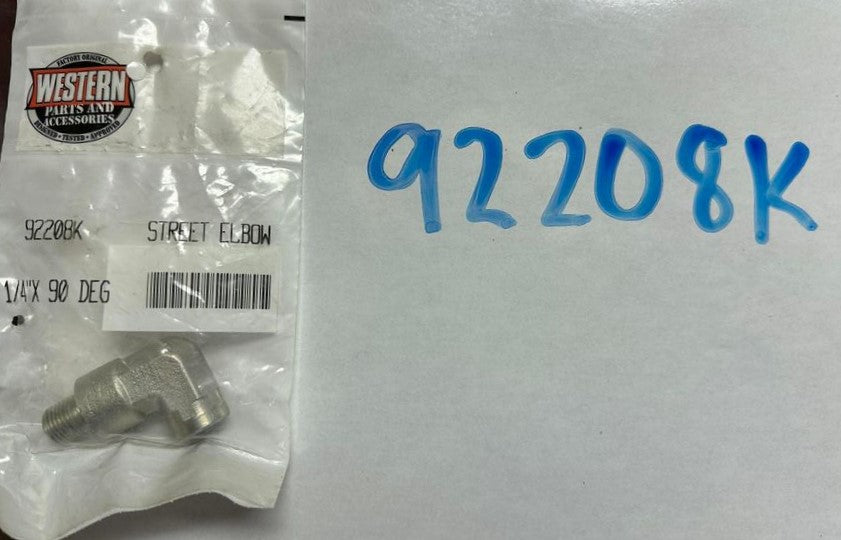 FACTORY ORIGINAL
WESTERN
PARTS AND
ACCESSORIES
DESIGNED • TESTED • APPROVED
92208K STREET ELBOW
1/4"X 90 DEG
92208K